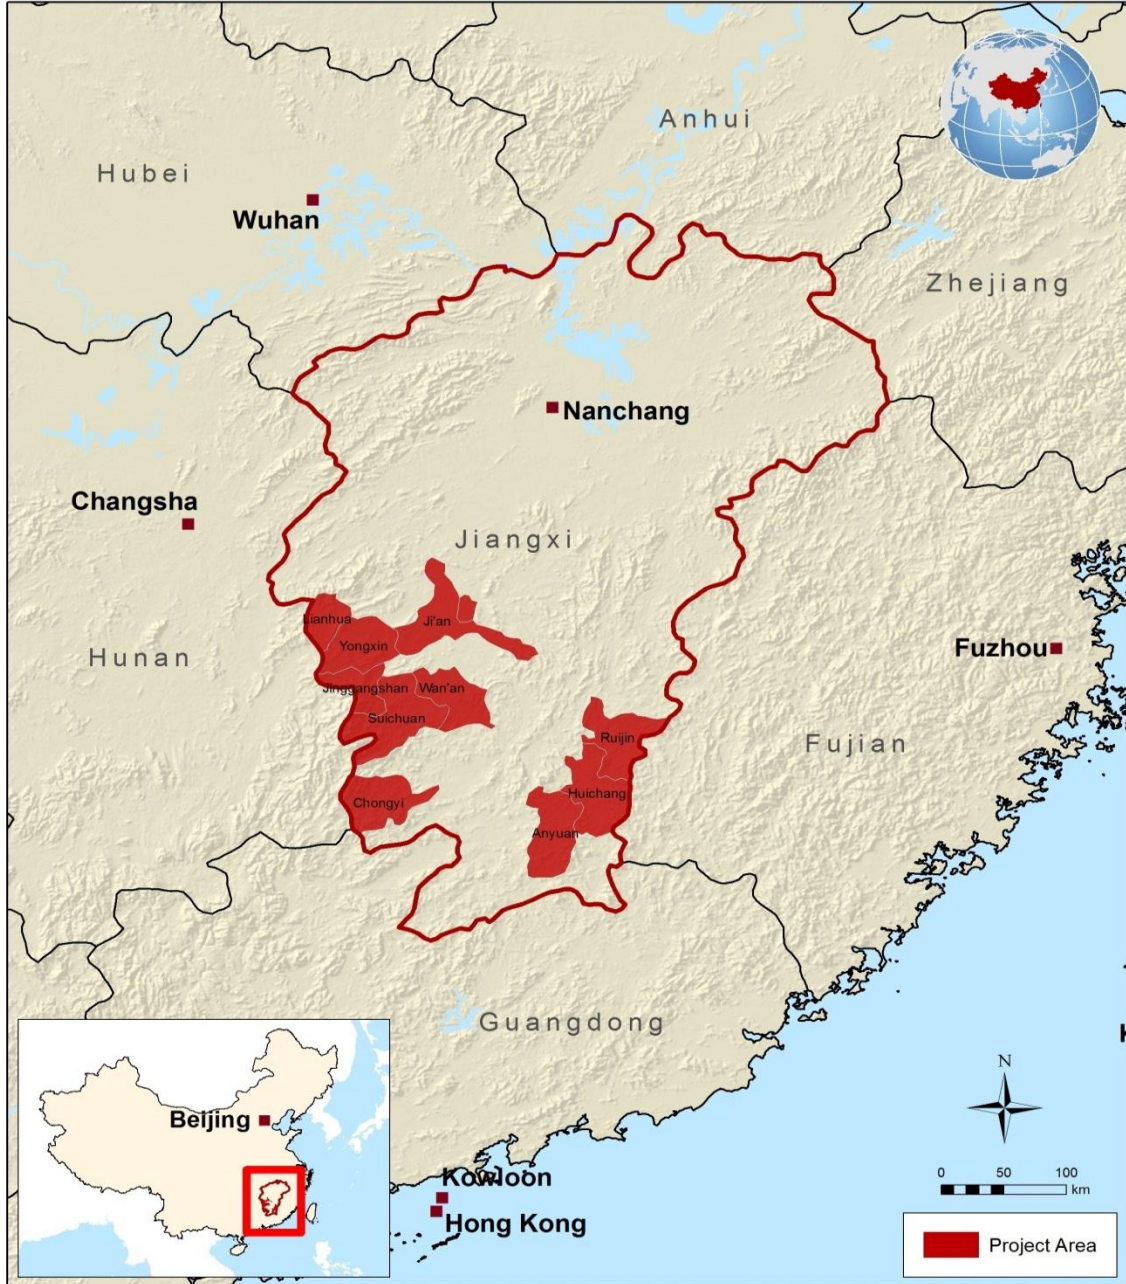 Anhui
Hubei
Wuhan
Zhejiang
Nanchang
Changsha
Jiangxi
Lianhua
Ji'an
Yongxin
Hunan
Fuzhou
Jinggangshan
Wan'an
Suichuan
Ruijin
Fujian
Huichang
Chongyi
Anyuan
Guangdong
N
Beijing
Kowloon
Hong Kong
0 50 100
km
Project Area